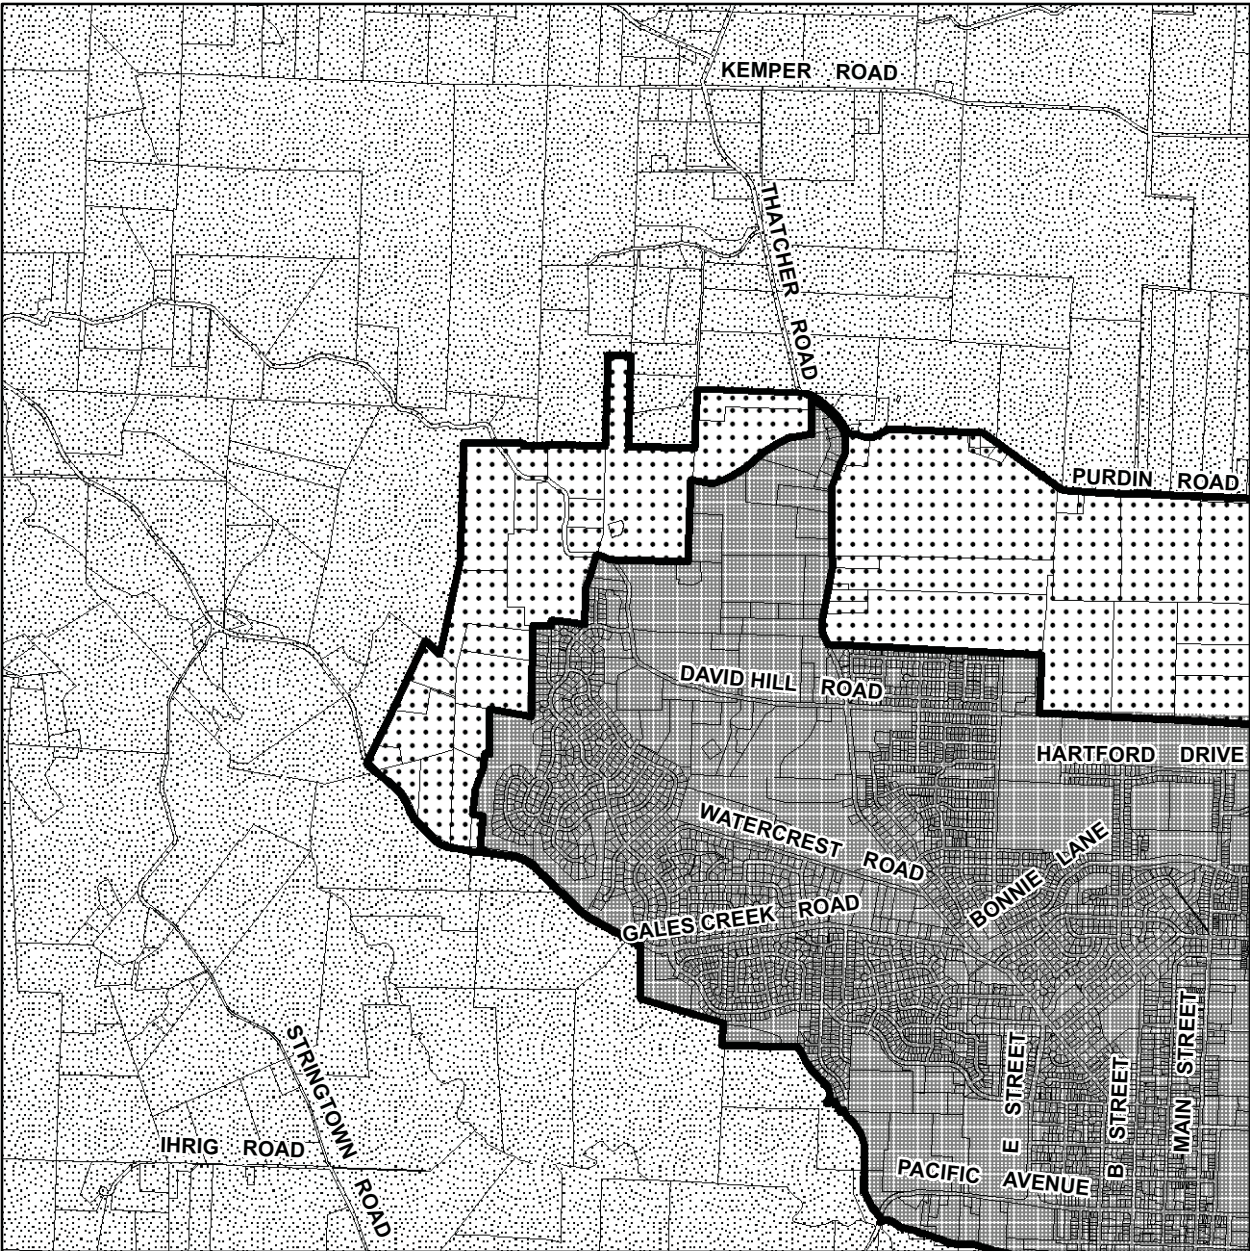 KEMPER ROAD
THATCHER ROAD
PURDIN ROAD
DAVID HILL ROAD
HARTFORD DRIVE
WATERCREST ROAD
BONNIE LANE
GALES CREEK ROAD
STRINGTOWN ROAD
E STREET
B STREET
MAIN STREET
IHRIG ROAD
PACIFIC AVENUE